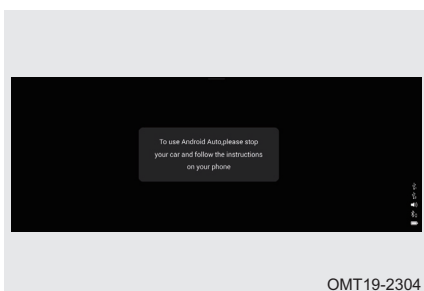 To use Android Auto,please stop
your car and follow the instructions
on your phone
OMT19-2304